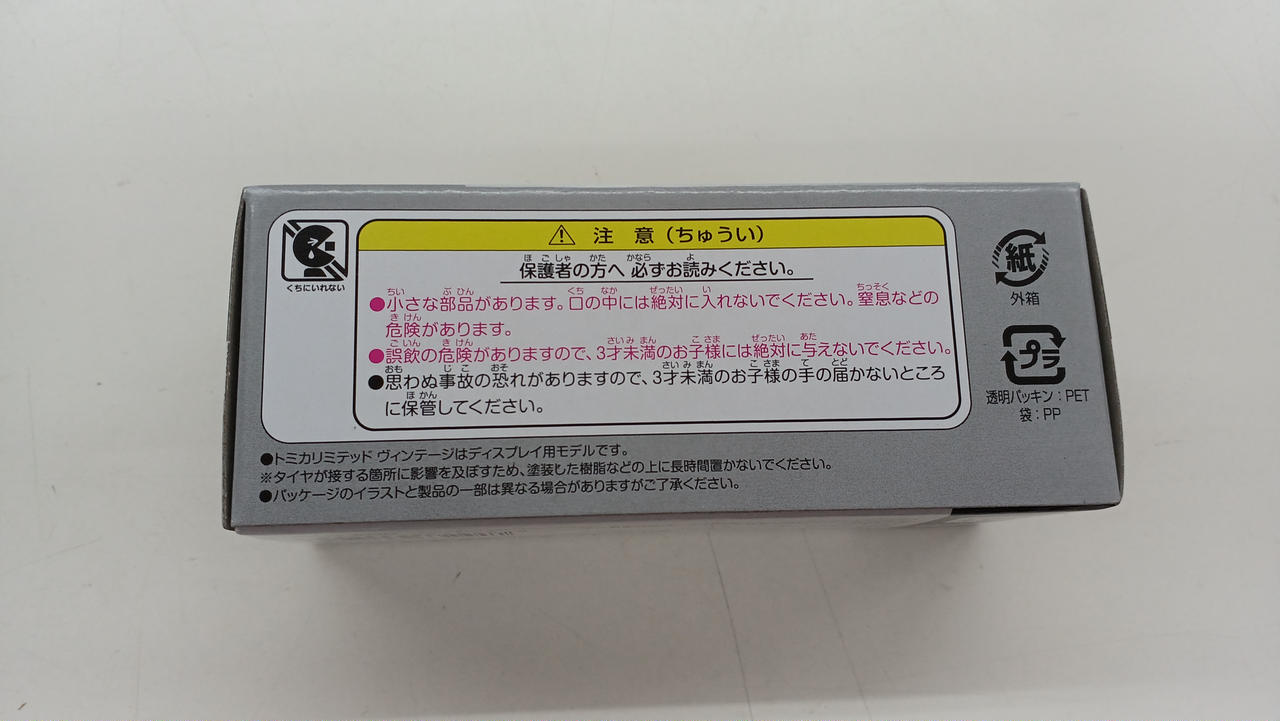 くちにいれない
⚠ 注 意（ちゅうい）
保護者の方へ 必ずお読みください。
●小さな部品があります。口の中には絶対に入れないでください。窒息などの
危険があります。
●誤飲の危険がありますので、3才未満のお子様には絶対に与えないでください。
●思わぬ事故の恐れがありますので、3才未満のお子様の手の届かないところ
に保管してください。
●トミカリミテッド ヴィンテージはディスプレイ用モデルです。
※タイヤが接する箇所に影響を及ぼすため、塗装した樹脂などの上に長時間置かないでください。
●パッケージのイラストと製品の一部は異なる場合がありますがご了承ください。
紙
外箱
プラ
透明パッキン：PET
袋：PP